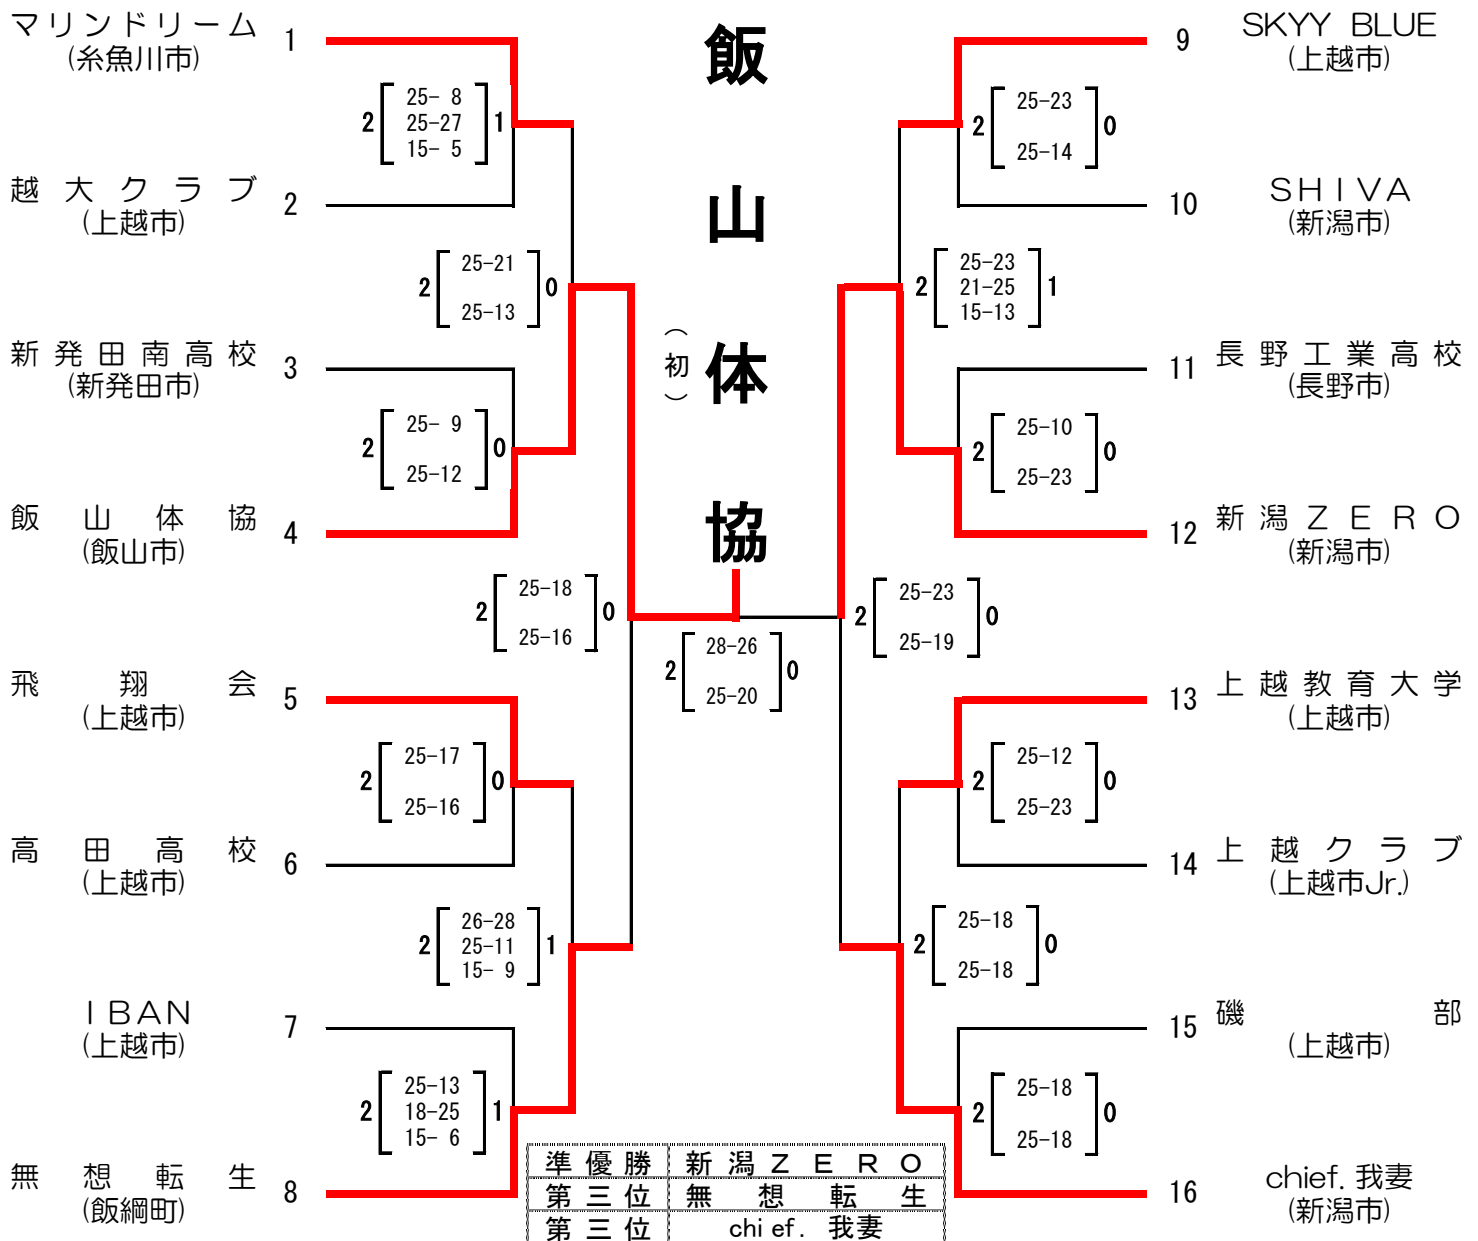 飯山体協
（初）
マリンドリーム
(糸魚川市)
1
2 [ 25- 8 25-27 15- 5 ] 1
越大クラブ
(上越市)
2
2 [ 25-21 25-13 ] 0
新発田南高校
(新発田市)
3
2 [ 25- 9 25-12 ] 0
飯山体協
(飯山市)
4
2 [ 25-18 25-16 ] 0
飛翔会
(上越市)
5
2 [ 25-17 25-16 ] 0
高田高校
(上越市)
6
2 [ 26-28 25-11 15- 9 ] 1
IBAN
(上越市)
7
2 [ 25-13 18-25 15- 6 ] 1
無想転生
(飯綱町)
8
2 [ 28-26 25-20 ] 0
9
SKYY BLUE
(上越市)
2 [ 25-23 25-14 ] 0
10
SHIVA
(新潟市)
2 [ 25-23 21-25 15-13 ] 1
11
長野工業高校
(長野市)
2 [ 25-10 25-23 ] 0
12
新潟ZERO
(新潟市)
2 [ 25-23 25-19 ] 0
13
上越教育大学
(上越市)
2 [ 25-12 25-23 ] 0
14
上越クラブ
(上越市Jr.)
2 [ 25-18 25-18 ] 0
15
磯部
(上越市)
2 [ 25-18 25-18 ] 0
16
chief. 我妻
(新潟市)
準優勝 新潟ZERO
第三位 無想転生
第三位 chief. 我妻